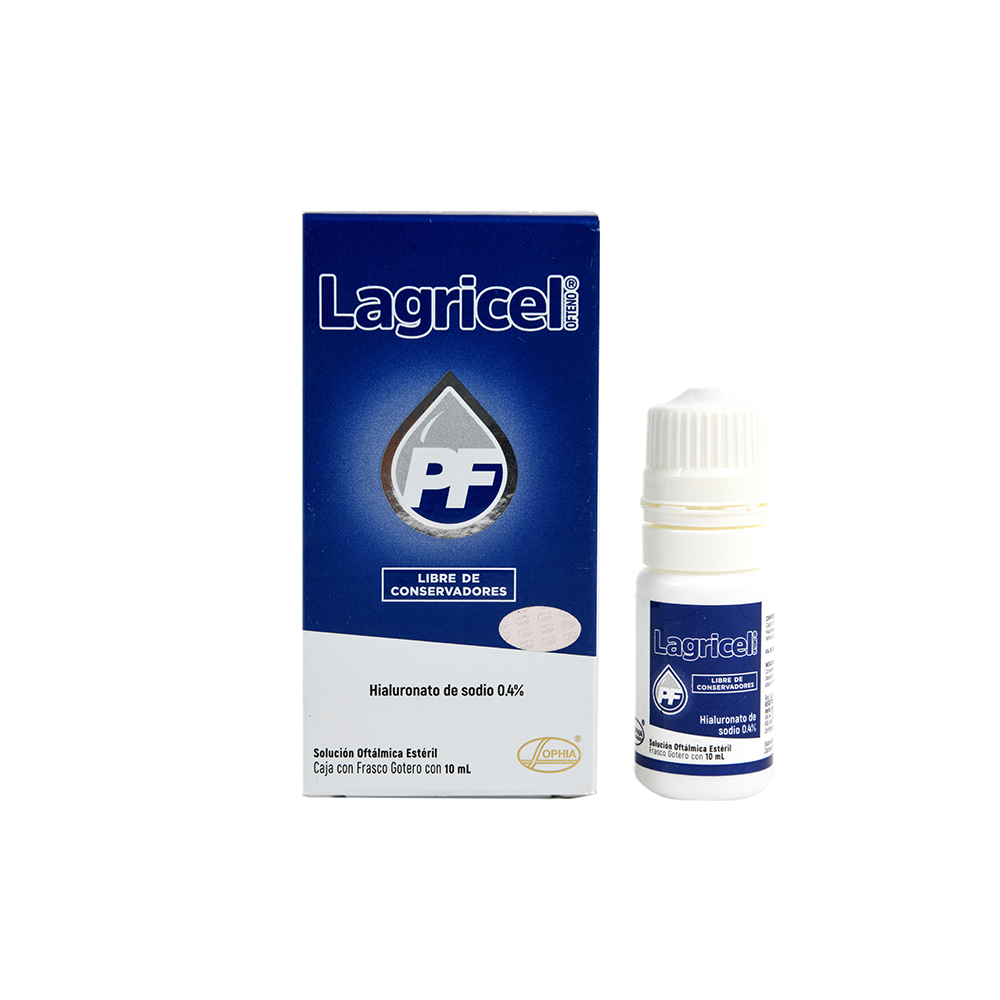 Lagricel
OFTENO®
PF
LIBRE DE
CONSERVADORES
Hialuronato de sodio 0.4%
Solución Oftálmica Estéril
Caja con Frasco Gotero con 10 mL
SOPHIA®
Lagricel
PF
LIBRE DE
CONSERVADORES
Hialuronato de
sodio 0.4%
Solución Oftálmica Estéril
Frasco Gotero con 10 mL